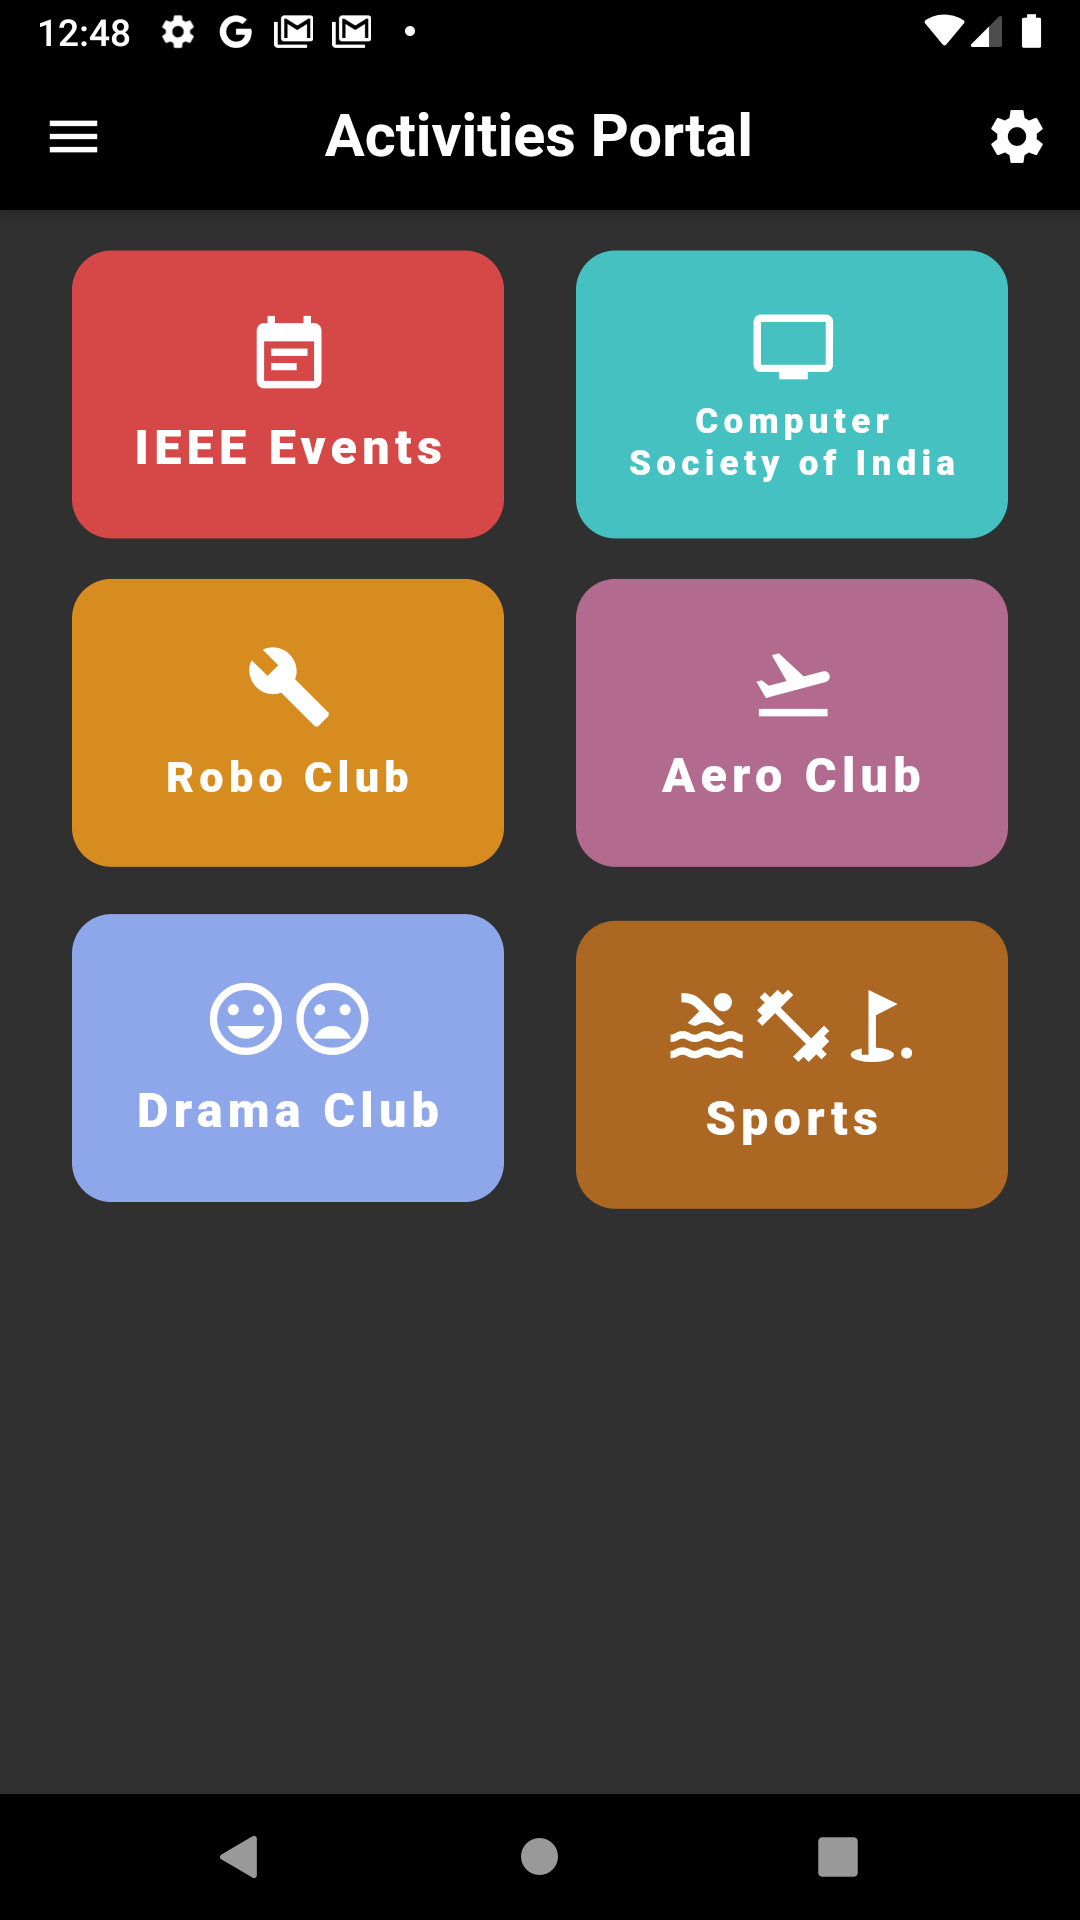 12:48
Activities Portal
IEEE Events
Computer
Society of India
Robo Club
Aero Club
Drama Club
Sports